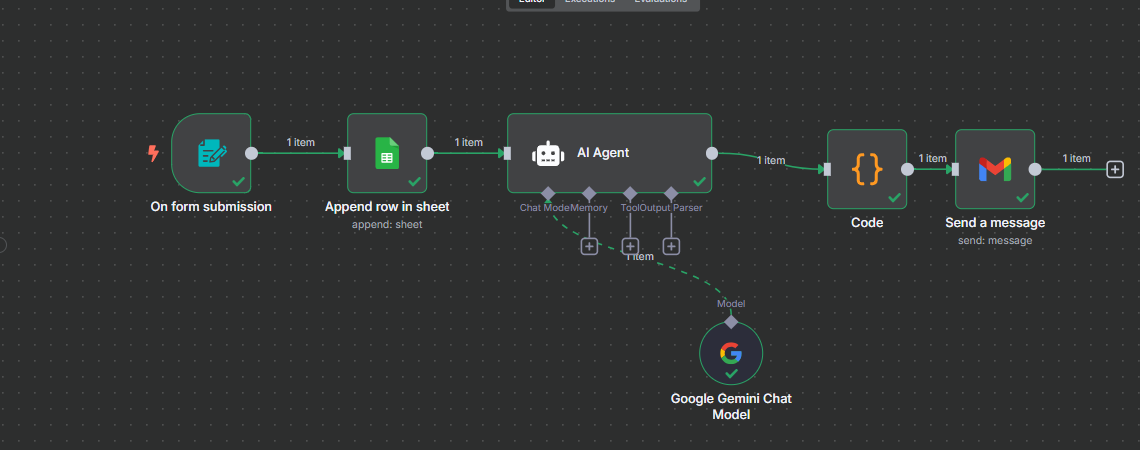 Editor Executions Evaluations
1 item
1 item
AI Agent
1 item
1 item
1 item
On form submission
Append row in sheet
append: sheet
Chat Mode
Memory
Tool
Output Parser
Code
Send a message
send: message
1 item
Model
Google Gemini Chat
Model